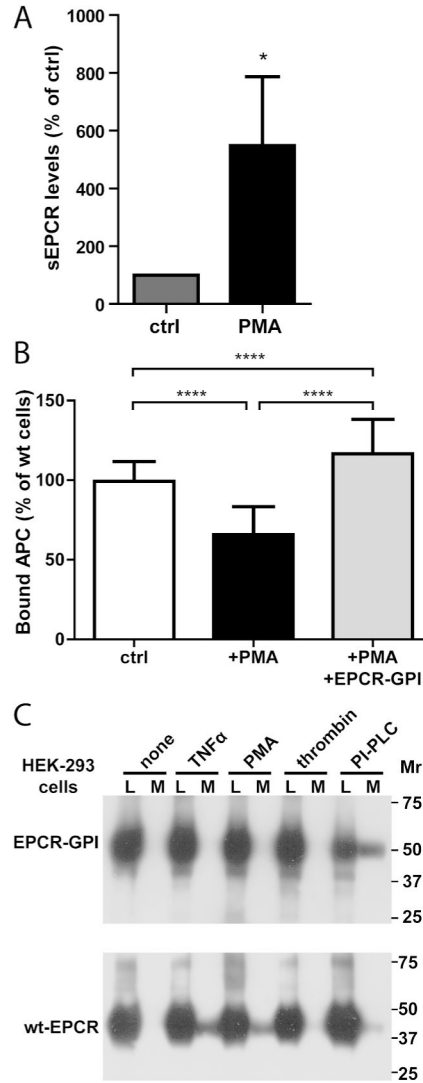 A
sEPCR levels (% of ctrl)
1000
800
600
400
200
0
*
ctrl PMA
B
Bound APC (% of wt cells)
150
100
50
0
****
**** ****
ctrl +PMA +PMA
+EPCR-GPI
C
none TNFα PMA thrombin PI-PLC
HEK-293
cells
L M L M L M L M L M Mr
EPCR-GPI
-75
-50
-37
-25
wt-EPCR
-75
-50
-37
-25